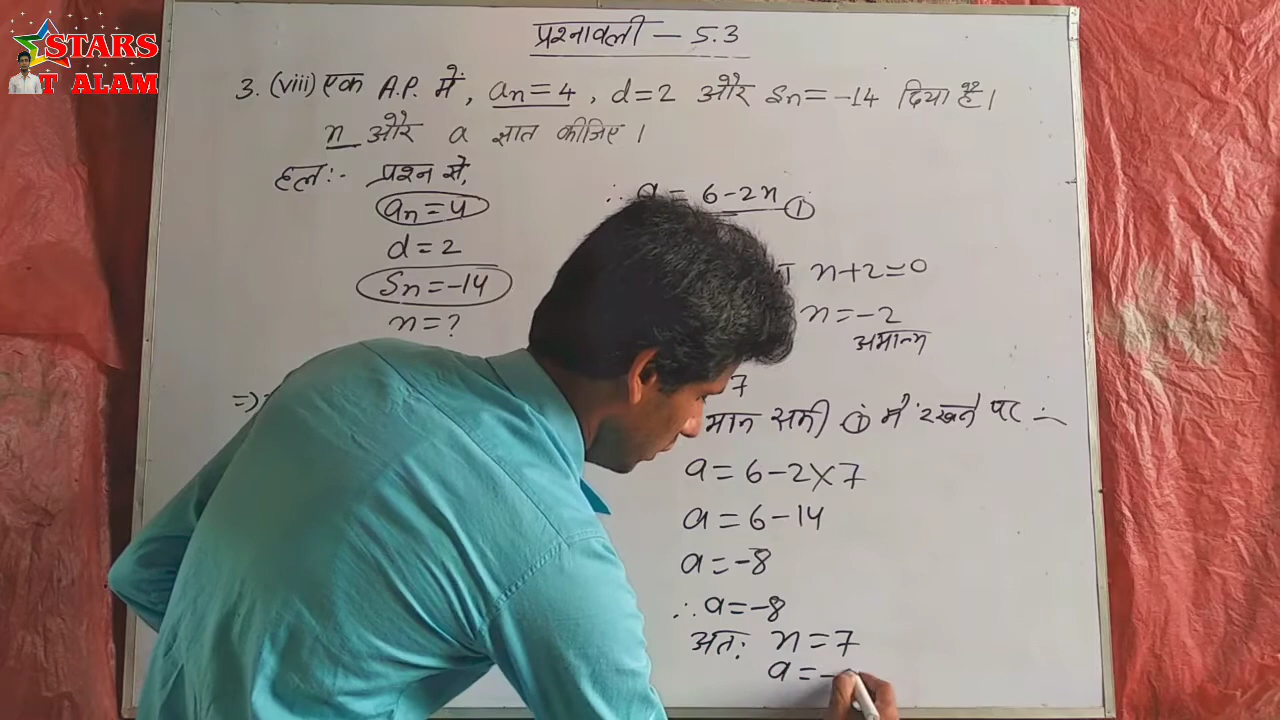 STARS
T ALAM
प्रश्नावली – 5.3
3. (viii) एक A.P. में, an = 4, d = 2 और Sn = -14 दिया है।
n और a ज्ञात कीजिए।
हल:- प्रश्न से,
an = 4
d = 2
Sn = -14
n = ?
=>
∴ a = 6-2n ①
n+2=0
n = -2
अमान्य
7
मान समी ① में रखने पर :-
a = 6-2×7
a = 6-14
a = -8
∴ a = -8
अतः n = 7
a = -